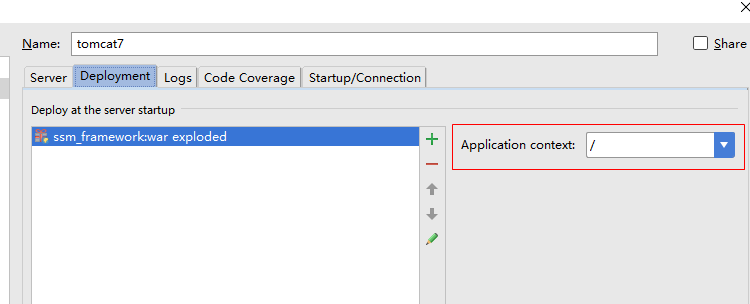 Name: tomcat7 Share
Server Deployment Logs Code Coverage Startup/Connection
Deploy at the server startup
ssm_framework:war exploded
Application context: /